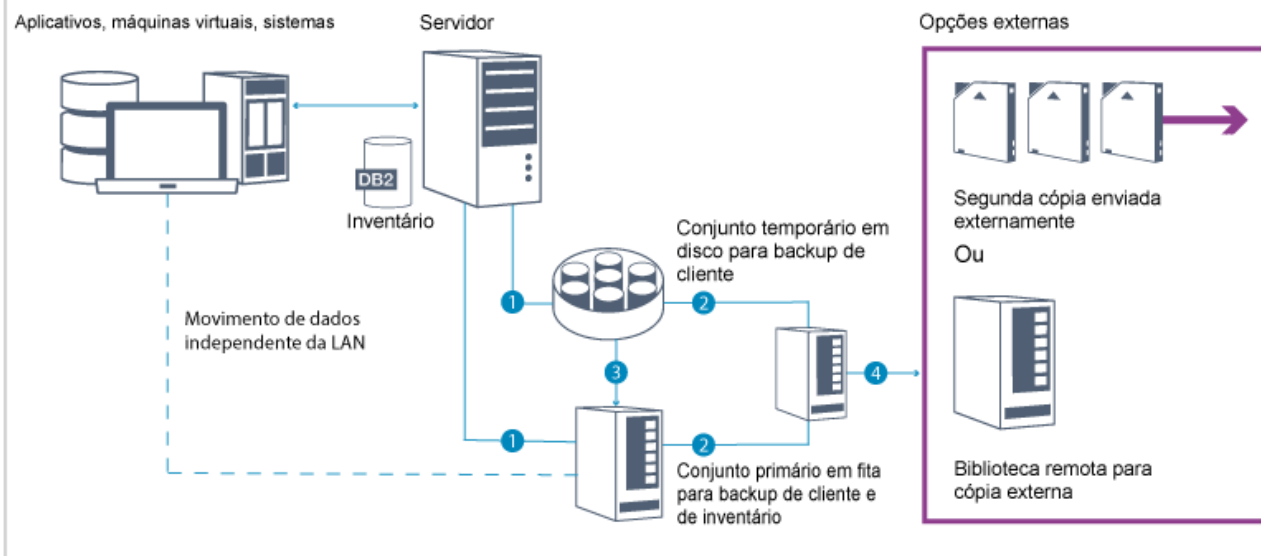 Aplicativos, máquinas virtuais, sistemas
Servidor
Opções externas
DB2
Inventário
Segunda cópia enviada
externamente
Ou
Conjunto temporário em
disco para backup de
cliente
1
2
Movimento de dados
independente da LAN
3
4
1
2
Conjunto primário em fita
para backup de cliente e
de inventário
Biblioteca remota para
cópia externa